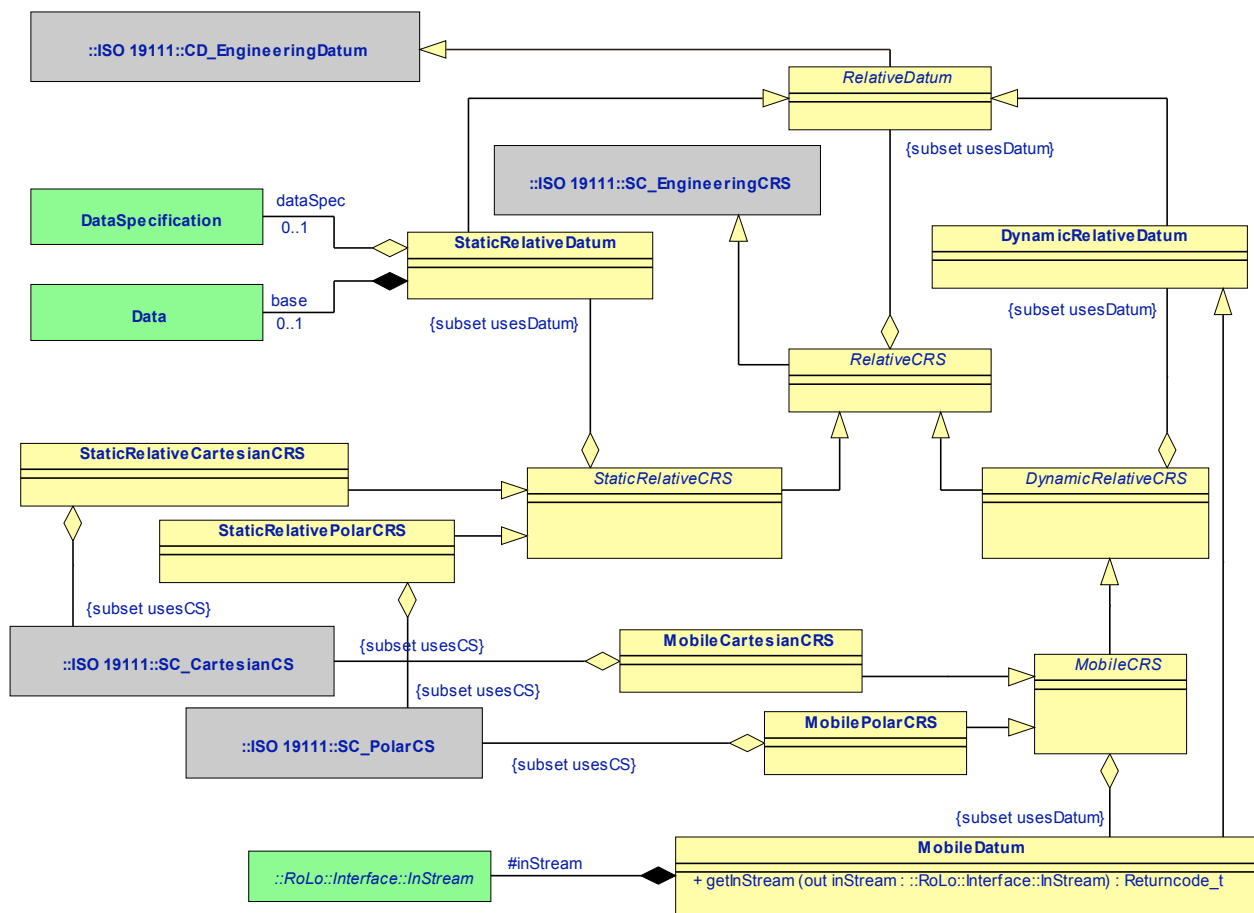 ::ISO 19111::CD_EngineeringDatum
RelativeDatum
{subset usesDatum}
::ISO 19111::SC_EngineeringCRS
DataSpecification
dataSpec
0..1
StaticRelativeDatum
DynamicRelativeDatum
Data
base
0..1
{subset usesDatum}
{subset usesDatum}
RelativeCRS
StaticRelativeCartesianCRS
StaticRelativeCRS
DynamicRelativeCRS
StaticRelativePolarCRS
{subset usesCS}
::ISO 19111::SC_CartesianCS
{subset usesCS}
MobileCartesianCRS
MobileCRS
{subset usesCS}
::ISO 19111::SC_PolarCS
MobilePolarCRS
{subset usesCS}
{subset usesDatum}
MobileDatum
::RoLo::Interface::InStream
#inStream
+ getInStream (out inStream : ::RoLo::Interface::InStream) : Returncode_t